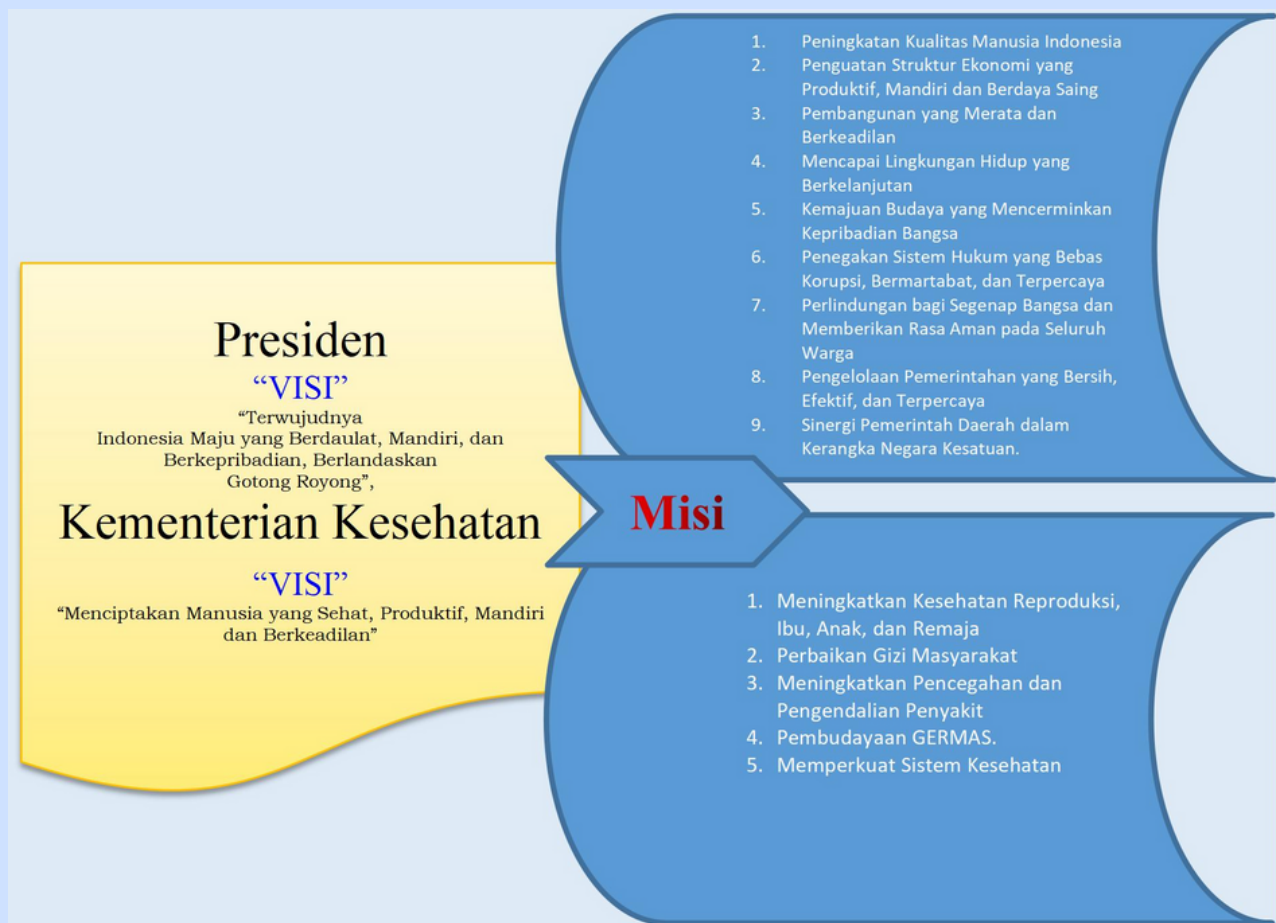 Presiden
“VISI”
“Terwujudnya
Indonesia Maju yang Berdaulat, Mandiri, dan
Berkepribadian, Berlandaskan
Gotong Royong”,
Kementerian Kesehatan
“VISI”
“Menciptakan Manusia yang Sehat, Produktif, Mandiri
dan Berkeadilan”
Misi
1. Peningkatan Kualitas Manusia Indonesia
2. Penguatan Struktur Ekonomi yang
Produktif, Mandiri dan Berdaya Saing
3. Pembangunan yang Merata dan
Berkeadilan
4. Mencapai Lingkungan Hidup yang
Berkelanjutan
5. Kemajuan Budaya yang Mencerminkan
Kepribadian Bangsa
6. Penegakan Sistem Hukum yang Bebas
Korupsi, Bermartabat, dan Terpercaya
7. Perlindungan bagi Segenap Bangsa dan
Memberikan Rasa Aman pada Seluruh
Warga
8. Pengelolaan Pemerintahan yang Bersih,
Efektif, dan Terpercaya
9. Sinergi Pemerintah Daerah dalam
Kerangka Negara Kesatuan.
1. Meningkatkan Kesehatan Reproduksi,
Ibu, Anak, dan Remaja
2. Perbaikan Gizi Masyarakat
3. Meningkatkan Pencegahan dan
Pengendalian Penyakit
4. Pembudayaan GERMAS.
5. Memperkuat Sistem Kesehatan